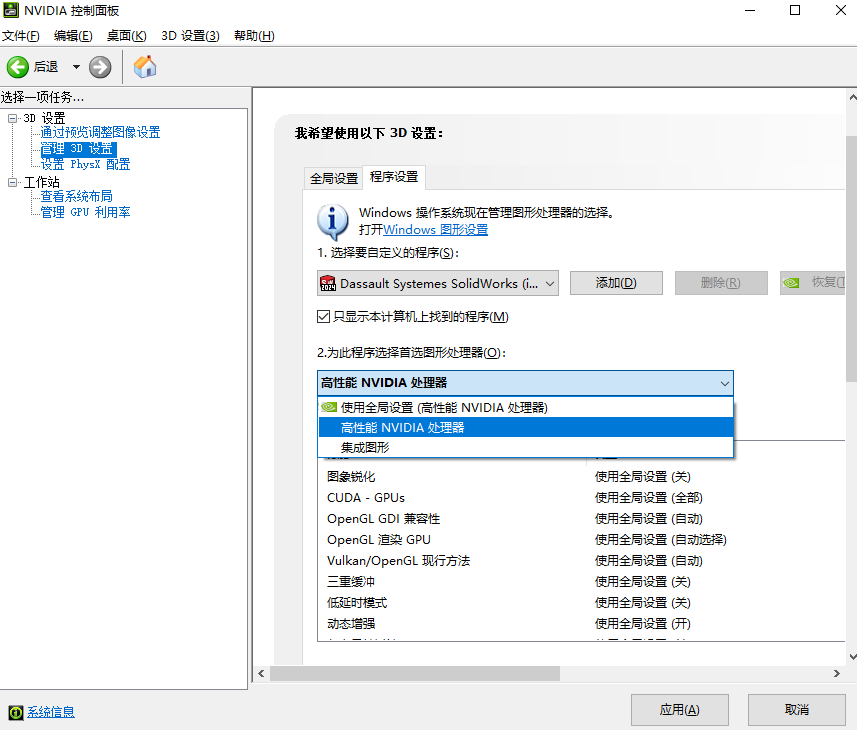 NVIDIA 控制面板
文件(F) 编辑(E) 桌面(K) 3D 设置(3) 帮助(H)
后退
选择一项任务...
3D 设置
通过预览调整图像设置
管理 3D 设置
设置 PhysX 配置
工作站
查看系统布局
管理 GPU 利用率
我希望使用以下 3D 设置：
全局设置 程序设置
Windows 操作系统现在管理图形处理器的选择。
打开Windows 图形设置
1. 选择要自定义的程序(S)：
2024 Dassault Systemes SolidWorks (i... 添加(D) 删除(R) 恢复(T
只显示本计算机上找到的程序(M)
2.为此程序选择首选图形处理器(O)：
高性能 NVIDIA 处理器
使用全局设置 (高性能 NVIDIA 处理器)
高性能 NVIDIA 处理器
集成图形
图象锐化 使用全局设置 (关)
CUDA - GPUs 使用全局设置 (全部)
OpenGL GDI 兼容性 使用全局设置 (自动)
OpenGL 渲染 GPU 使用全局设置 (自动选择)
Vulkan/OpenGL 现行方法 使用全局设置 (自动)
三重缓冲 使用全局设置 (关)
低延时模式 使用全局设置 (关)
动态增强 使用全局设置 (开)
系统信息
应用(A) 取消